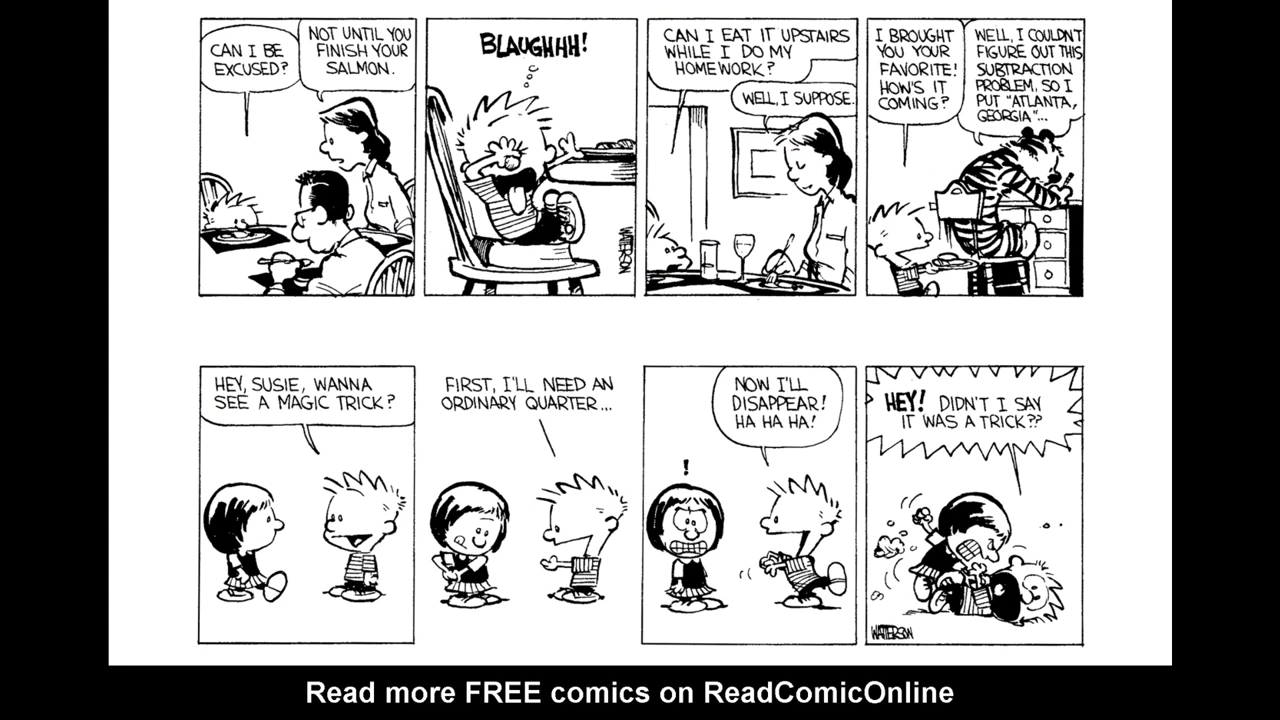 CAN I BE
EXCUSED?
NOT UNTIL YOU
FINISH YOUR
SALMON.
BLAUGHHH!
WATTERSON
CAN I EAT IT UPSTAIRS
WHILE I DO MY
HOMEWORK?
WELL, I SUPPOSE.
I BROUGHT
YOU YOUR
FAVORITE!
HOW'S IT
COMING?
WELL, I COULDN'T
FIGURE OUT THIS
SUBTRACTION
PROBLEM, SO I
PUT "ATLANTA,
GEORGIA"...
HEY, SUSIE, WANNA
SEE A MAGIC TRICK?
FIRST, I'LL NEED AN
ORDINARY QUARTER...
!
NOW I'LL
DISAPPEAR!
HA HA HA!
HEY! DIDN'T I SAY
IT WAS A TRICK??
WATTERSON
Read more FREE comics on ReadComicOnline